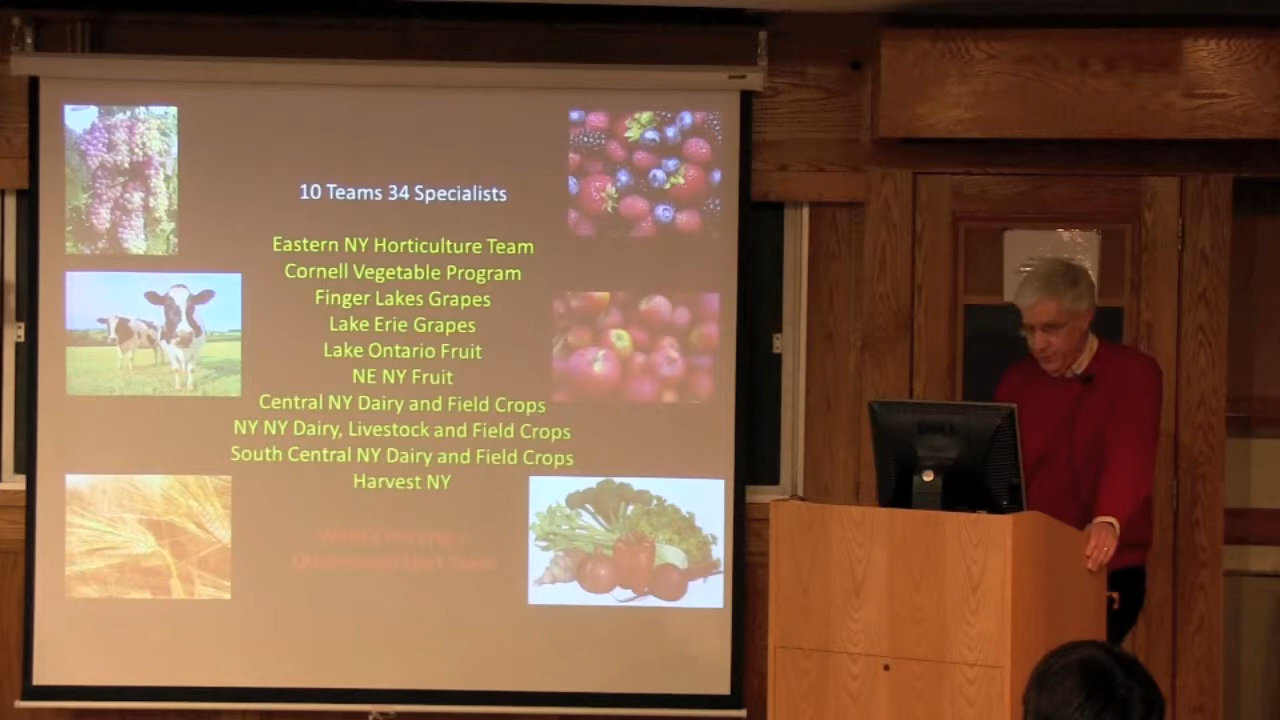 10 Teams 34 Specialists
Eastern NY Horticulture Team
Cornell Vegetable Program
Finger Lakes Grapes
Lake Erie Grapes
Lake Ontario Fruit
NE NY Fruit
Central NY Dairy and Field Crops
NY NY Dairy, Livestock and Field Crops
South Central NY Dairy and Field Crops
Harvest NY
DELL